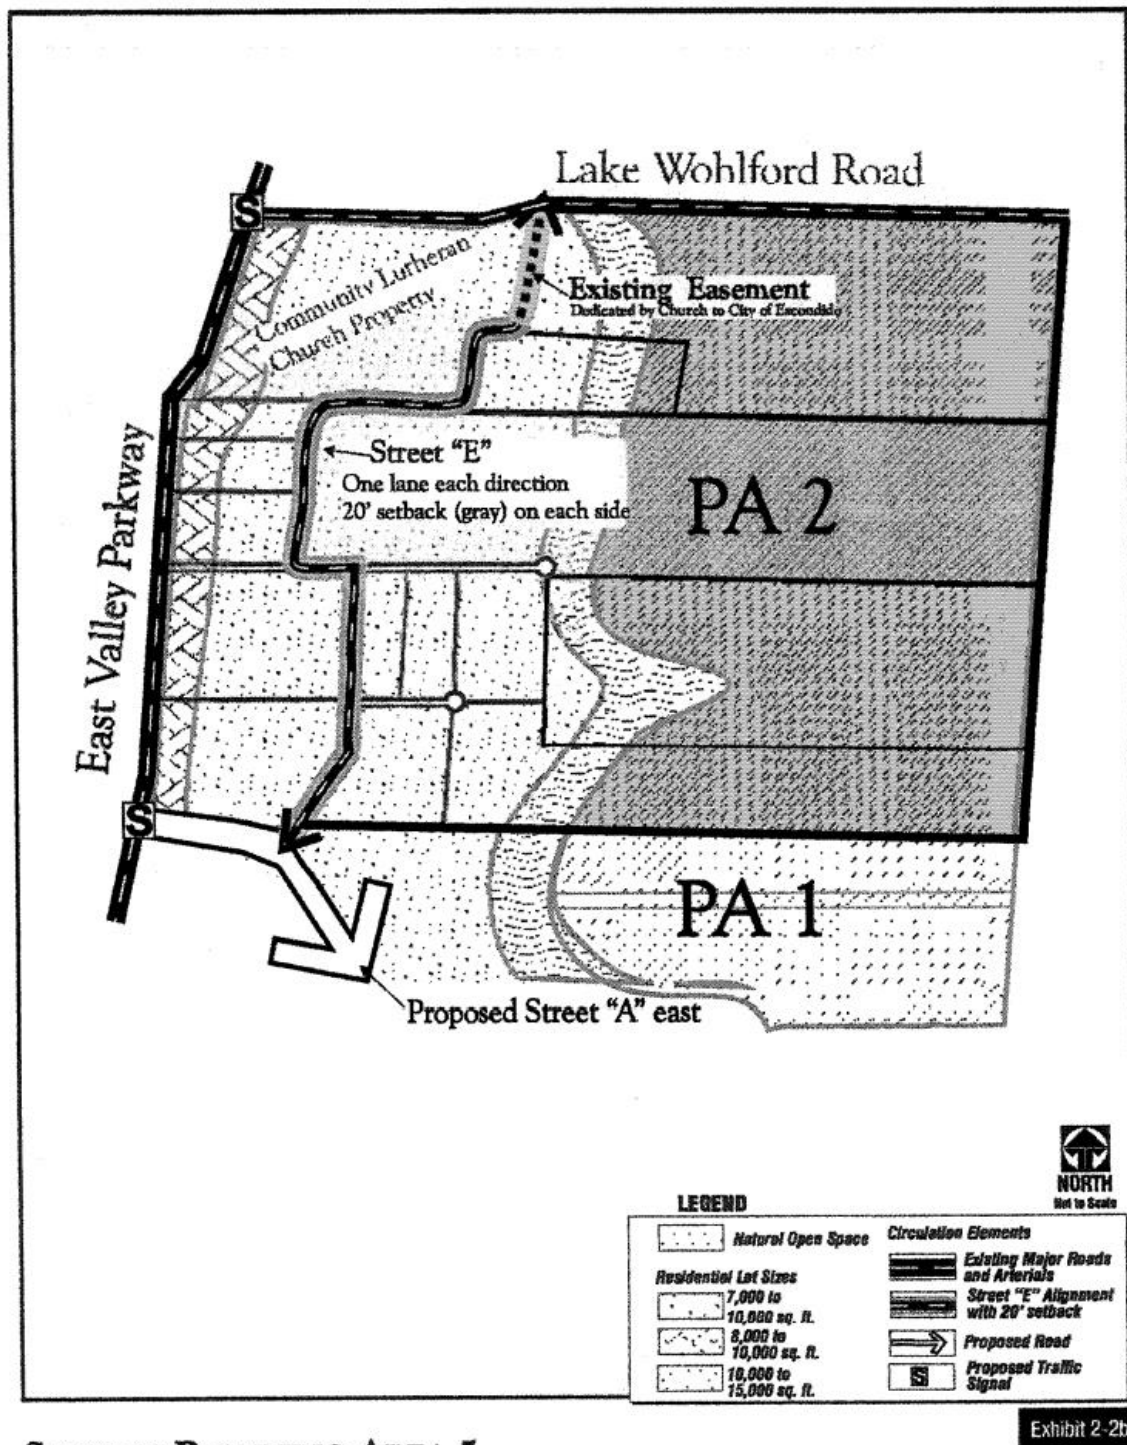 Lake Wohlford Road
S
Community Lutheran
Church Property
Existing Easement
Dedicated by Church to City of Escondido
East Valley Parkway
Street "E"
One lane each direction
20' setback (gray) on each side
PA 2
S
PA 1
Proposed Street "A" east
NORTH
Not to Scale
LEGEND
Natural Open Space
Residential Lot Sizes
7,000 to
10,000 sq. ft.
8,000 to
10,000 sq. ft.
10,000 to
15,000 sq. ft.
Circulation Elements
Existing Major Roads
and Arterials
Street "E" Alignment
with 20' setback
Proposed Road
S
Proposed Traffic
Signal
Exhibit 2-2b